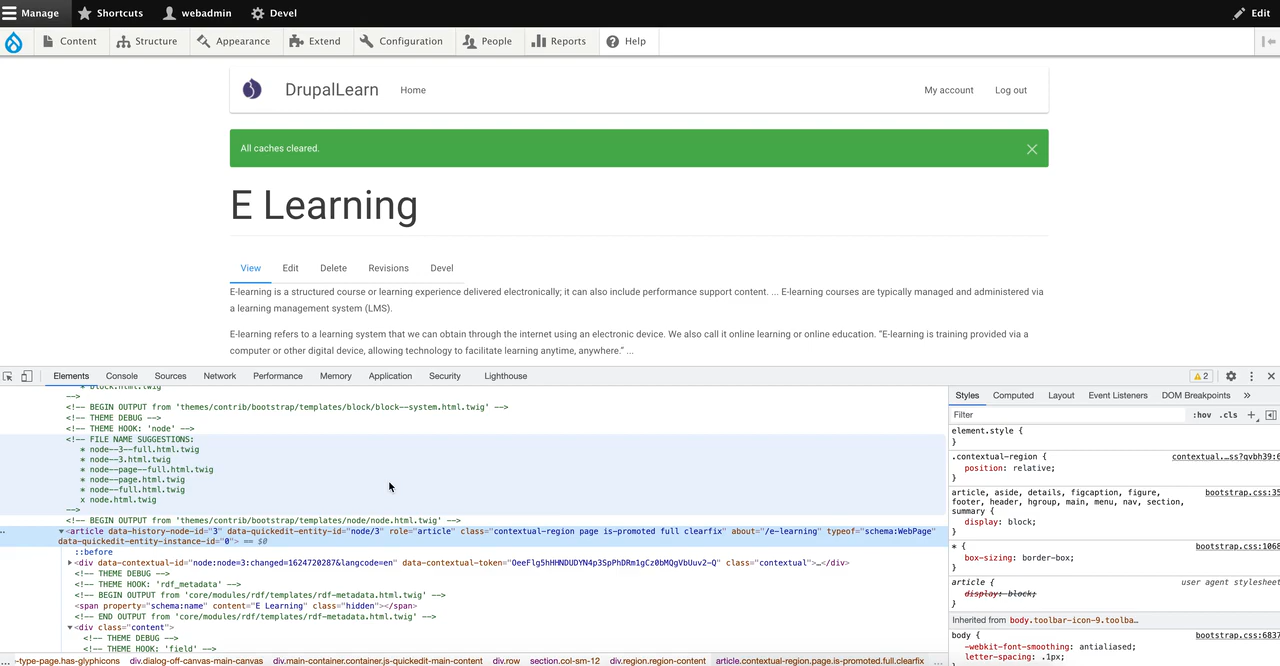 Manage Shortcuts webadmin Devel Edit
Content Structure Appearance Extend Configuration People Reports Help
DrupalLearn Home My account Log out
All caches cleared.
E Learning
View Edit Delete Revisions Devel
E-learning is a structured course or learning experience delivered electronically; it can also include performance support content. ... E-learning courses are typically managed and administered via
a learning management system (LMS).
E-learning refers to a learning system that we can obtain through the internet using an electronic device. We also call it online learning or online education. “E-learning is training provided via a
computer or other digital device, allowing technology to facilitate learning anytime, anywhere.” ...
Elements Console Sources Network Performance Memory Application Security Lighthouse 2
* block.html.twig
-->
<!-- BEGIN OUTPUT from 'themes/contrib/bootstrap/templates/block/block--system.html.twig' -->
<!-- THEME DEBUG -->
<!-- THEME HOOK: 'node' -->
<!-- FILE NAME SUGGESTIONS:
* node--3--full.html.twig
* node--3.html.twig
* node--page--full.html.twig
* node--page.html.twig
* node--full.html.twig
x node.html.twig
-->
<!-- BEGIN OUTPUT from 'themes/contrib/bootstrap/templates/node/node.html.twig' -->
<article data-history-node-id="3" data-quickedit-entity-id="node/3" role="article" class="contextual-region page is-promoted full clearfix" about="/e-learning" typeof="schema:WebPage"
data-quickedit-entity-instance-id="0"> == $0
::before
<div data-contextual-id="node:node=3:changed=1624720287&langcode=en" data-contextual-token="OeeFlg5hHHNDUDYN4p3SpPhDRm1gCz0bMQgVbUuv2-Q" class="contextual">…</div>
<!-- THEME DEBUG -->
<!-- THEME HOOK: 'rdf_metadata' -->
<!-- BEGIN OUTPUT from 'core/modules/rdf/templates/rdf-metadata.html.twig' -->
<span property="schema:name" content="E Learning" class="hidden"></span>
<!-- END OUTPUT from 'core/modules/rdf/templates/rdf-metadata.html.twig' -->
<div class="content">
<!-- THEME DEBUG -->
<!-- THEME HOOK: 'field' -->
... -type-page.has-glyphicons div.dialog-off-canvas-main-canvas div.main-container.container.js-quickedit-main-content div.row section.col-sm-12 div.region.region-content article.contextual-region.page.is-promoted.full.clearfix ...
Styles Computed Layout Event Listeners DOM Breakpoints »
Filter :hov .cls +
element.style {
}
.contextual-region { contextual.…ss?qvbh39:6
position: relative;
}
article, aside, details, figcaption, figure, bootstrap.css:35
footer, header, hgroup, main, menu, nav, section,
summary {
display: block;
}
* { bootstrap.css:1068
box-sizing: border-box;
}
article { user agent stylesheet
display: block;
}
Inherited from body.toolbar-icon-9.toolba…
body { bootstrap.css:6837
-webkit-font-smoothing: antialiased;
letter-spacing: .1px;